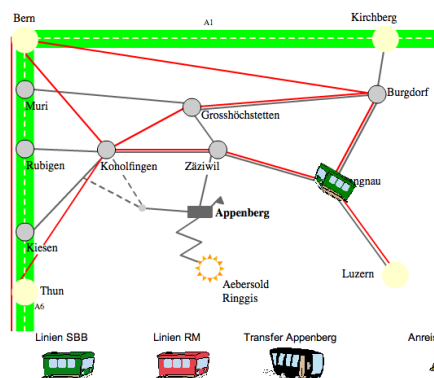 Bern
A1
Kirchberg
Muri
Burgdorf
Grosshöchstetten
Rubigen
Konolfingen
Zäziwil
Appenberg
Kiesen
Luzern
Aebersold
Ringgis
Thun
A6
Linien SBB
Linien RM
Transfer Appenberg